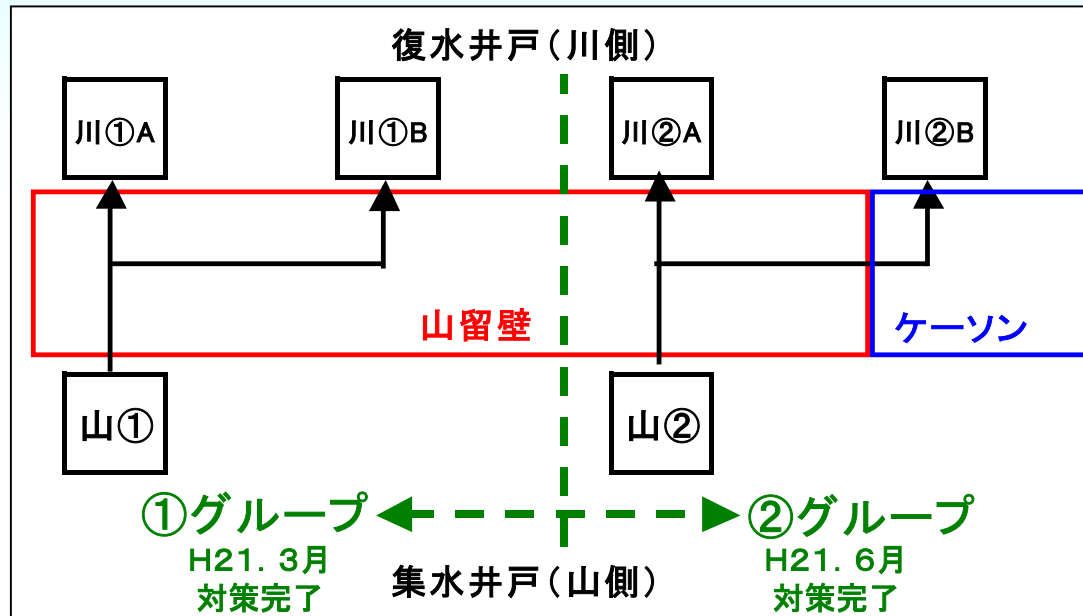 復水井戸（川側）
川①A
川①B
川②A
川②B
山留壁
ケーソン
山①
山②
①グループ
②グループ
H21．3月
対策完了
H21．6月
対策完了
集水井戸（山側）